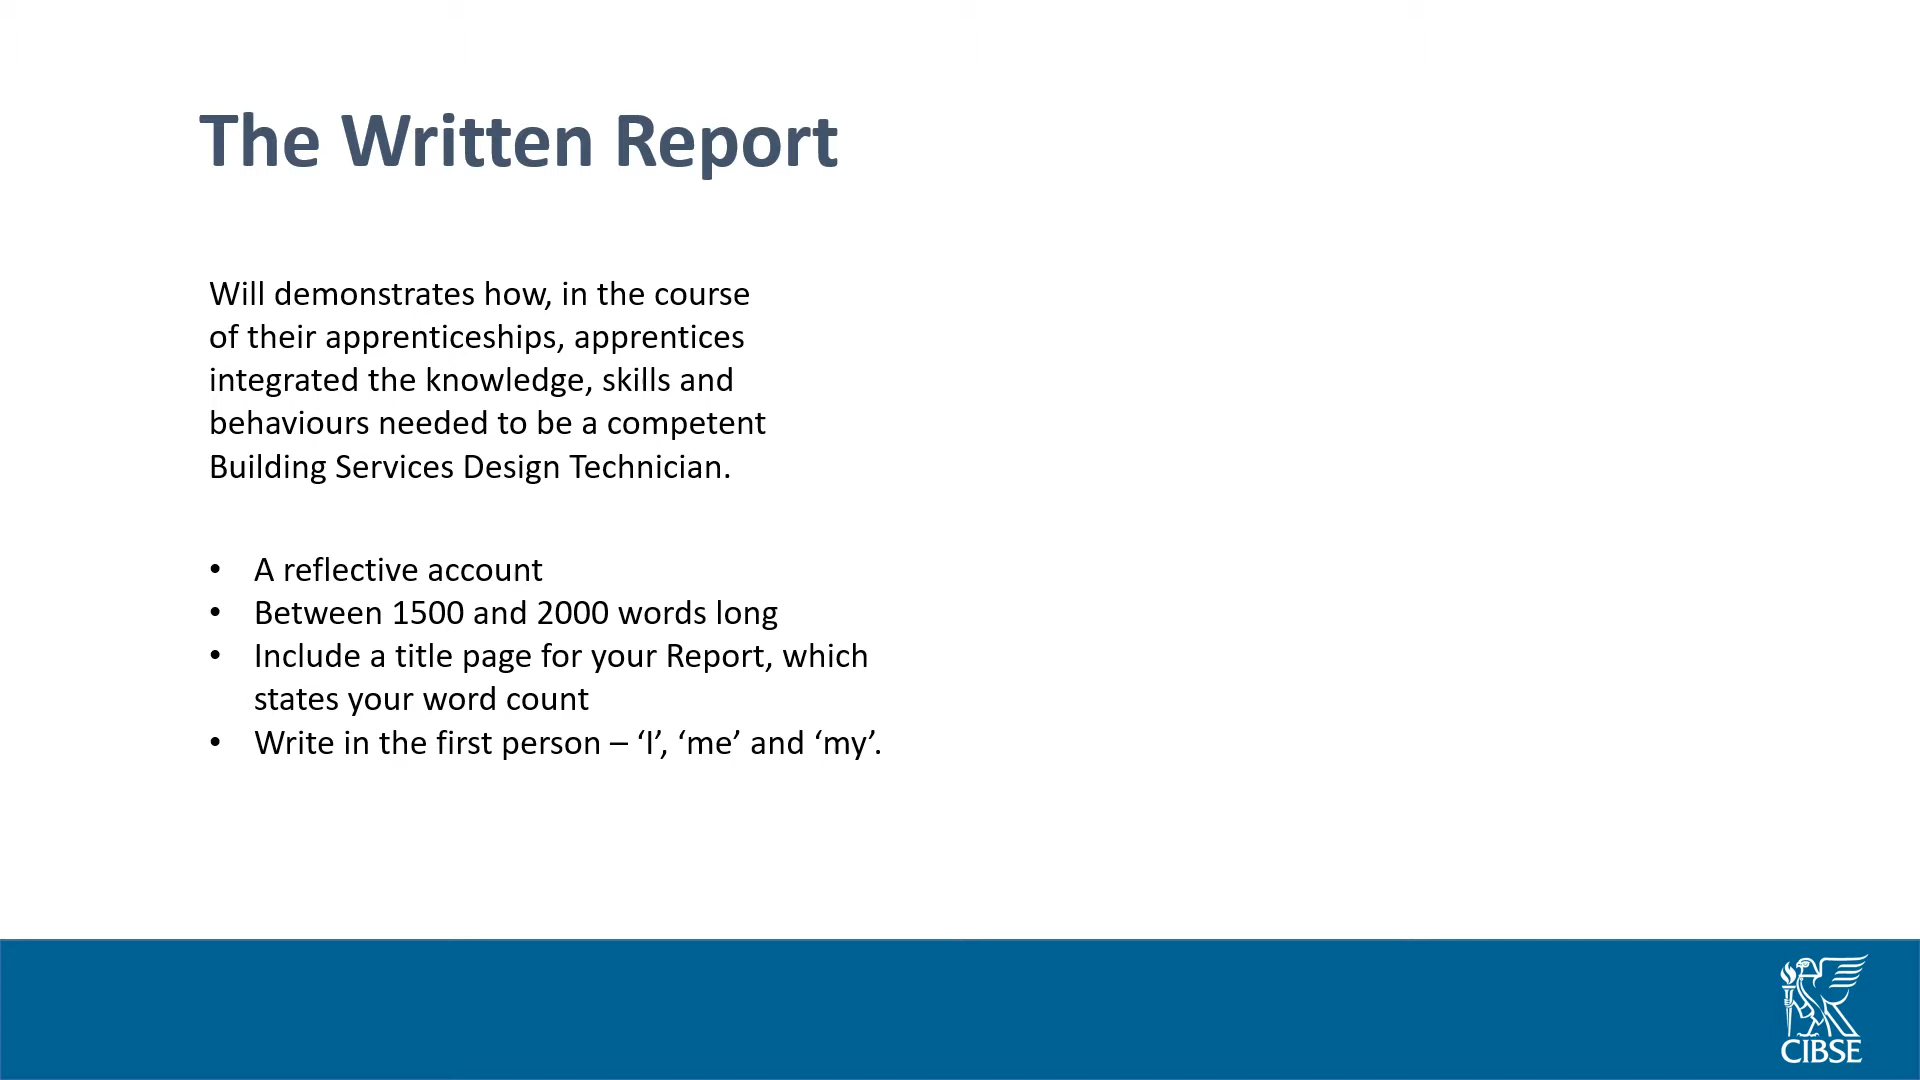 The Written Report
Will demonstrates how, in the course
of their apprenticeships, apprentices
integrated the knowledge, skills and
behaviours needed to be a competent
Building Services Design Technician.
• A reflective account
• Between 1500 and 2000 words long
• Include a title page for your Report, which
states your word count
• Write in the first person – ‘I’, ‘me’ and ‘my’.
CIBSE